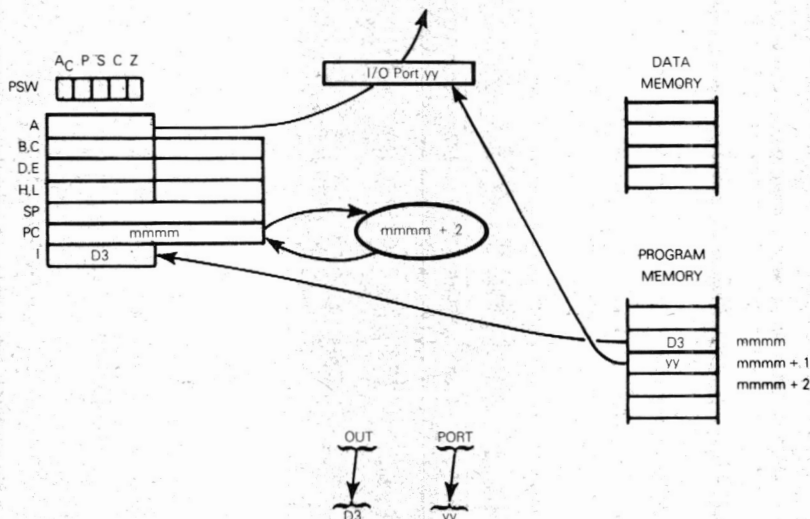 A_C P S C Z
PSW
A
B,C
D,E
H,L
SP
PC mmmm
I D3
I/O Port yy
mmmm + 2
DATA
MEMORY
PROGRAM
MEMORY
D3 mmmm
yy mmmm + 1
mmmm + 2
OUT PORT
D3 yy